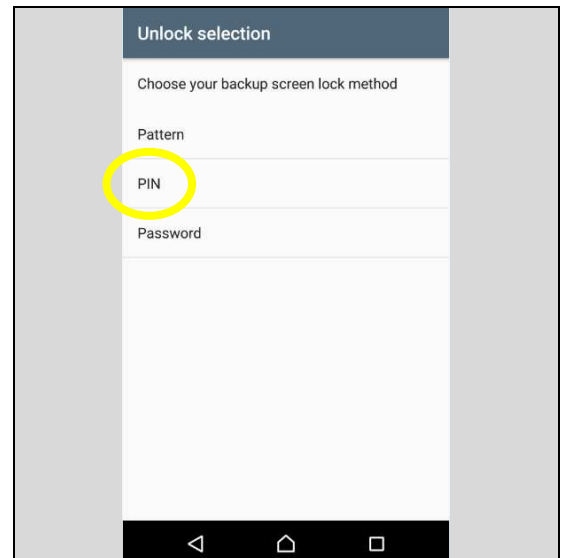 Unlock selection
Choose your backup screen lock method
Pattern
PIN
Password